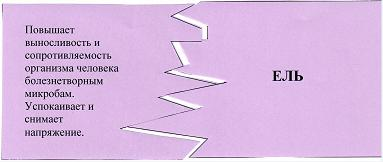 Повышает
выносливость и
сопротивляемость
организма человека
болезнетворным
микробам.
Успокаивает и
снимает
напряжение.
ЕЛЬ